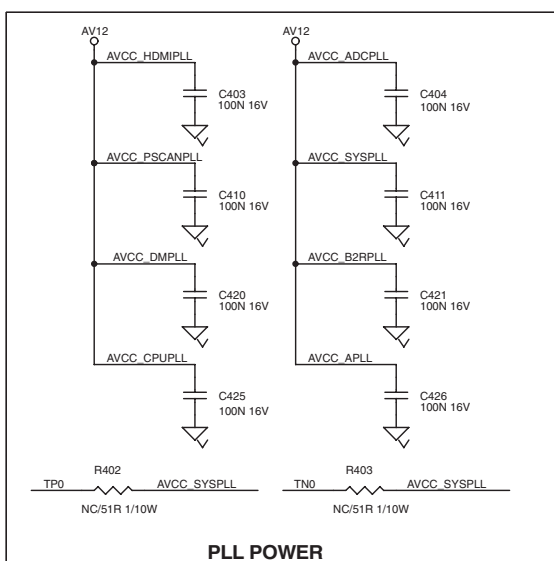 AV12 AV12
AVCC_HDMIPLL AVCC_ADCPLL
C403 C404
100N 16V 100N 16V
AVCC_PSCANPLL AVCC_SYSPLL
C410 C411
100N 16V 100N 16V
AVCC_DMPLL AVCC_B2RPLL
C420 C421
100N 16V 100N 16V
AVCC_CPUPLL AVCC_APLL
C425 C426
100N 16V 100N 16V
R402 R403
TP0 AVCC_SYSPLL TN0 AVCC_SYSPLL
NC/51R 1/10W NC/51R 1/10W
PLL POWER